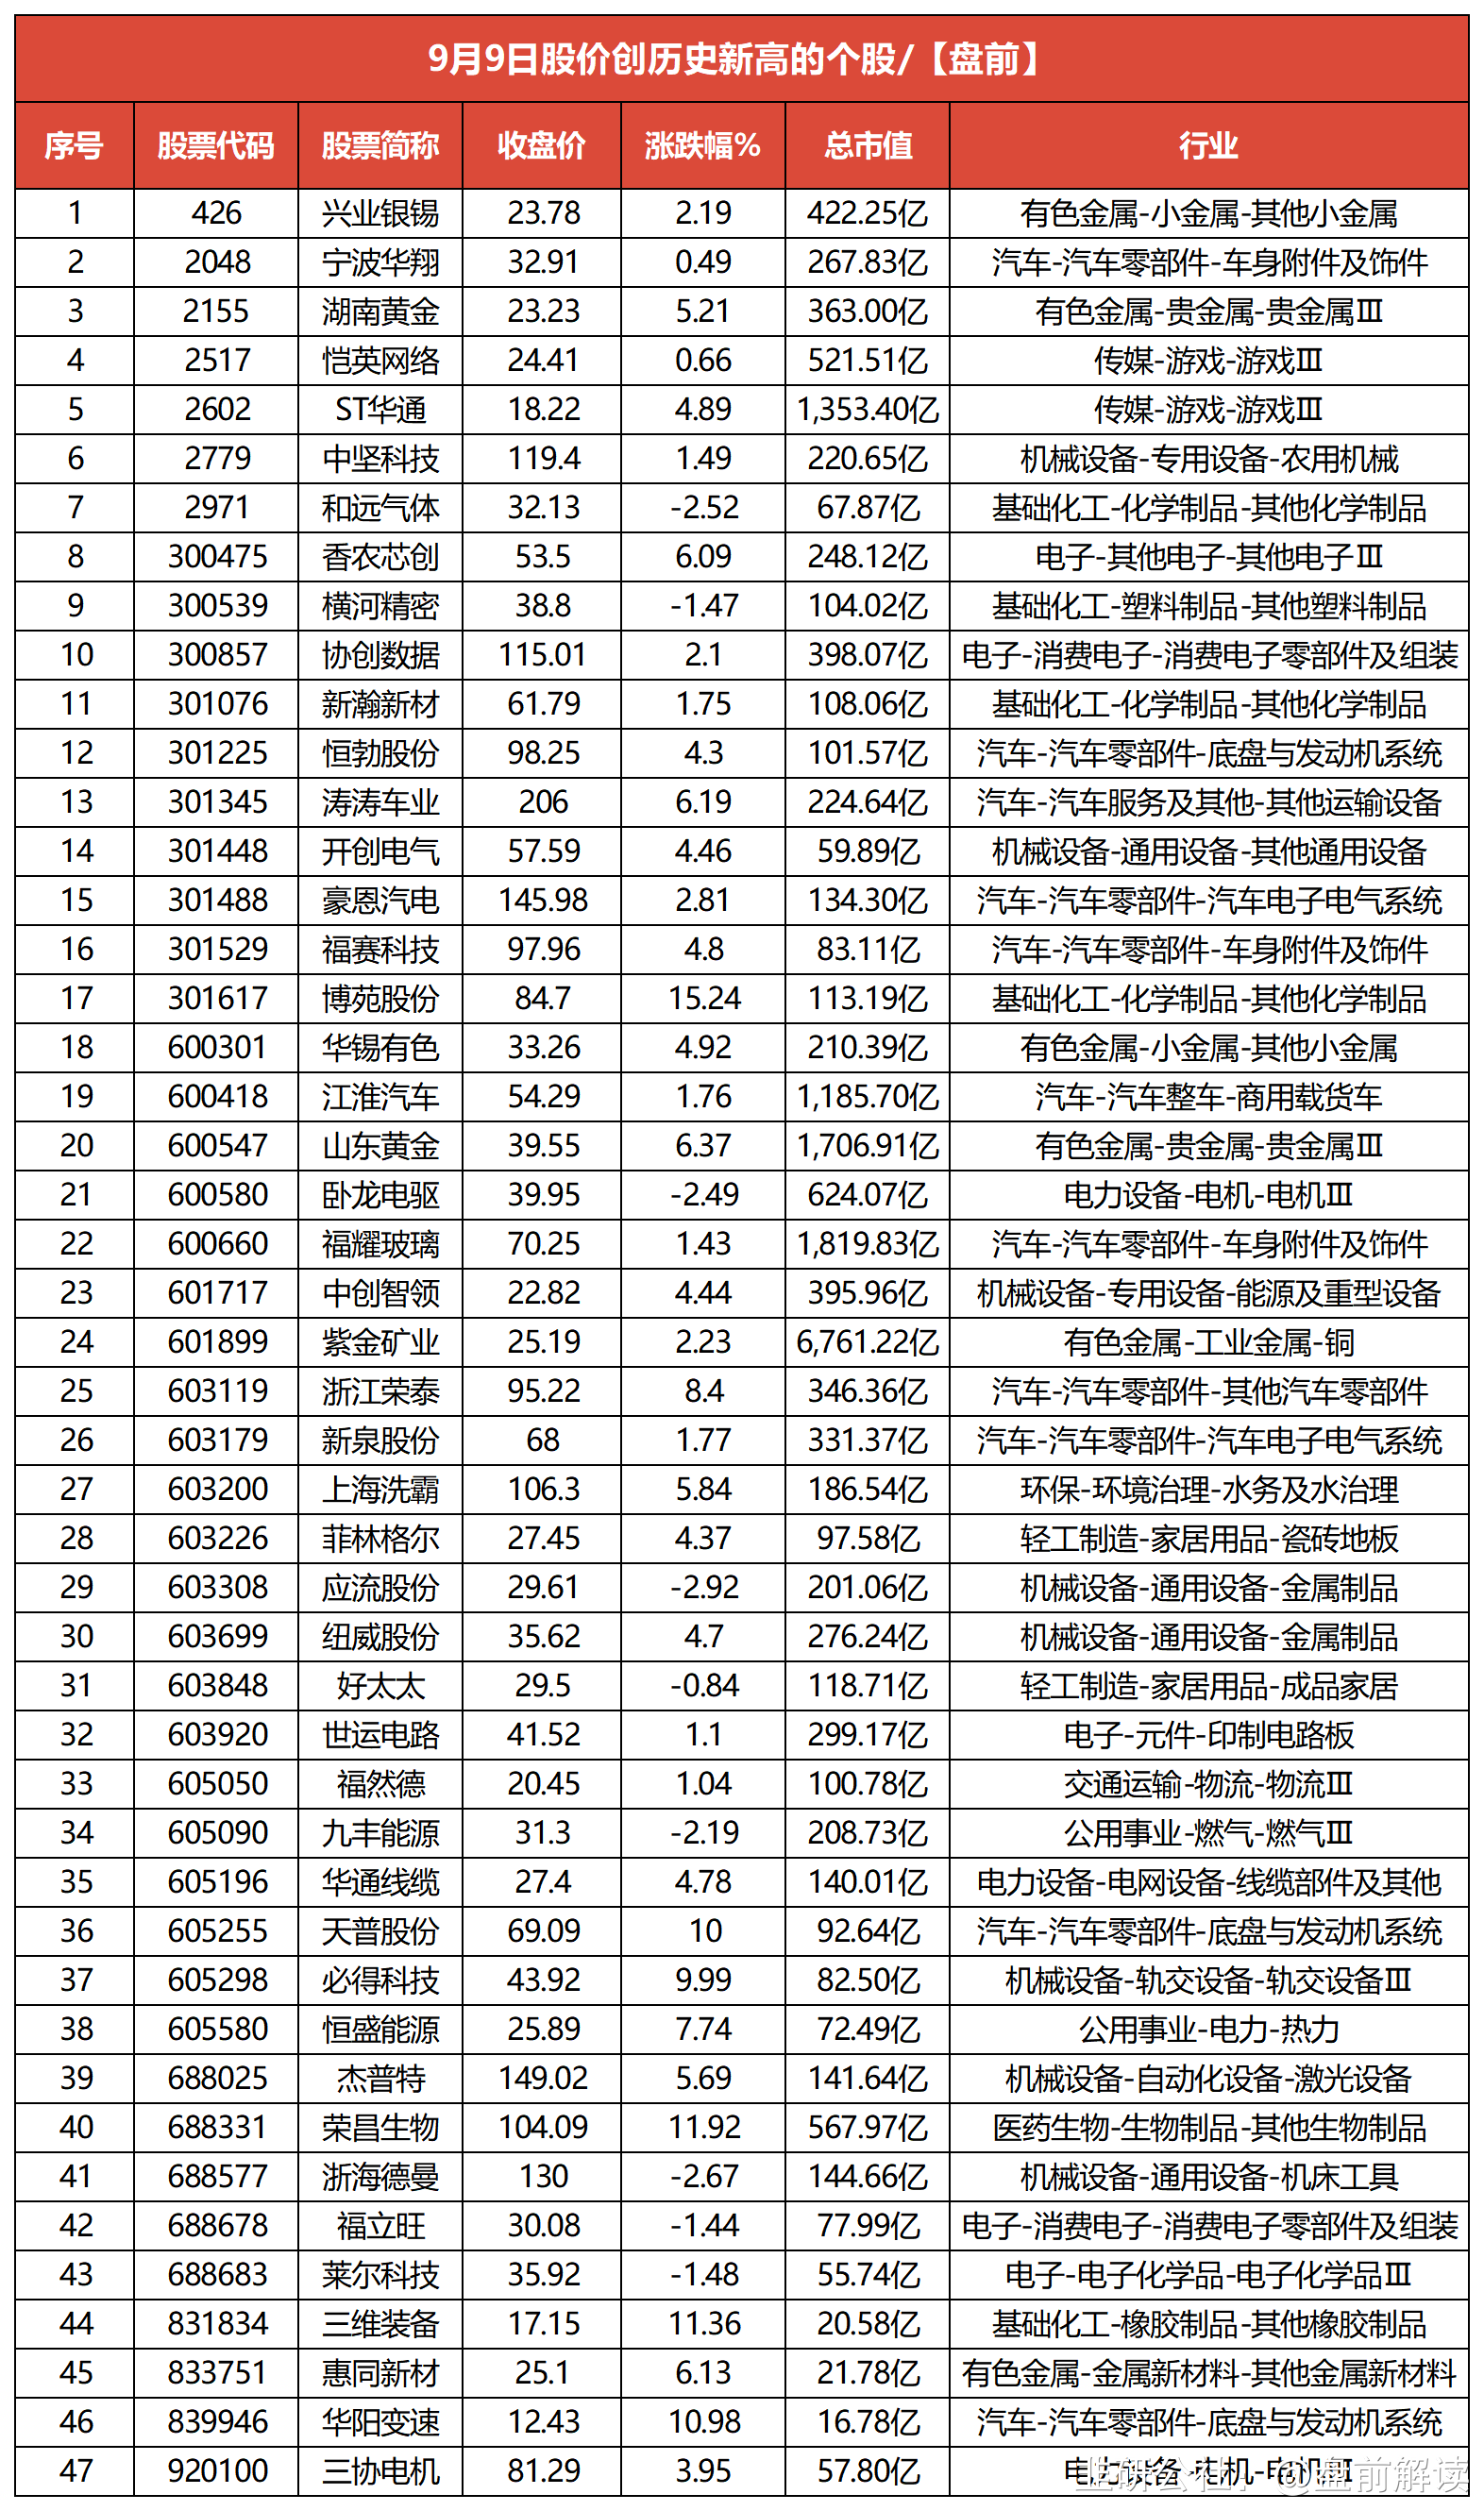 9月9日股价创历史新高的个股/【盘前】
序号 股票代码 股票简称 收盘价 涨跌幅% 总市值 行业
1 426 兴业银锡 23.78 2.19 422.25亿 有色金属-小金属-其他小金属
2 2048 宁波华翔 32.91 0.49 267.83亿 汽车-汽车零部件-车身附件及饰件
3 2155 湖南黄金 23.23 5.21 363.00亿 有色金属-贵金属-贵金属Ⅲ
4 2517 恺英网络 24.41 0.66 521.51亿 传媒-游戏-游戏Ⅲ
5 2602 ST华通 18.22 4.89 1,353.40亿 传媒-游戏-游戏Ⅲ
6 2779 中坚科技 119.4 1.49 220.65亿 机械设备-专用设备-农用机械
7 2971 和远气体 32.13 -2.52 67.87亿 基础化工-化学制品-其他化学制品
8 300475 香农芯创 53.5 6.09 248.12亿 电子-其他电子-其他电子Ⅲ
9 300539 横河精密 38.8 -1.47 104.02亿 基础化工-塑料制品-其他塑料制品
10 300857 协创数据 115.01 2.1 398.07亿 电子-消费电子-消费电子零部件及组装
11 301076 新瀚新材 61.79 1.75 108.06亿 基础化工-化学制品-其他化学制品
12 301225 恒勃股份 98.25 4.3 101.57亿 汽车-汽车零部件-底盘与发动机系统
13 301345 涛涛车业 206 6.19 224.64亿 汽车-汽车服务及其他-其他运输设备
14 301448 开创电气 57.59 4.46 59.89亿 机械设备-通用设备-其他通用设备
15 301488 豪恩汽电 145.98 2.81 134.30亿 汽车-汽车零部件-汽车电子电气系统
16 301529 福赛科技 97.96 4.8 83.11亿 汽车-汽车零部件-车身附件及饰件
17 301617 博苑股份 84.7 15.24 113.19亿 基础化工-化学制品-其他化学制品
18 600301 华锡有色 33.26 4.92 210.39亿 有色金属-小金属-其他小金属
19 600418 江淮汽车 54.29 1.76 1,185.70亿 汽车-汽车整车-商用载货车
20 600547 山东黄金 39.55 6.37 1,706.91亿 有色金属-贵金属-贵金属Ⅲ
21 600580 卧龙电驱 39.95 -2.49 624.07亿 电力设备-电机-电机Ⅲ
22 600660 福耀玻璃 70.25 1.43 1,819.83亿 汽车-汽车零部件-车身附件及饰件
23 601717 中创智领 22.82 4.44 395.96亿 机械设备-专用设备-能源及重型设备
24 601899 紫金矿业 25.19 2.23 6,761.22亿 有色金属-工业金属-铜
25 603119 浙江荣泰 95.22 8.4 346.36亿 汽车-汽车零部件-其他汽车零部件
26 603179 新泉股份 68 1.77 331.37亿 汽车-汽车零部件-汽车电子电气系统
27 603200 上海洗霸 106.3 5.84 186.54亿 环保-环境治理-水务及水治理
28 603226 菲林格尔 27.45 4.37 97.58亿 轻工制造-家居用品-瓷砖地板
29 603308 应流股份 29.61 -2.92 201.06亿 机械设备-通用设备-金属制品
30 603699 纽威股份 35.62 4.7 276.24亿 机械设备-通用设备-金属制品
31 603848 好太太 29.5 -0.84 118.71亿 轻工制造-家居用品-成品家居
32 603920 世运电路 41.52 1.1 299.17亿 电子-元件-印制电路板
33 605050 福然德 20.45 1.04 100.78亿 交通运输-物流-物流Ⅲ
34 605090 九丰能源 31.3 -2.19 208.73亿 公用事业-燃气-燃气Ⅲ
35 605196 华通线缆 27.4 4.78 140.01亿 电力设备-电网设备-线缆部件及其他
36 605255 天普股份 69.09 10 92.64亿 汽车-汽车零部件-底盘与发动机系统
37 605298 必得科技 43.92 9.99 82.50亿 机械设备-轨交设备-轨交设备Ⅲ
38 605580 恒盛能源 25.89 7.74 72.49亿 公用事业-电力-热力
39 688025 杰普特 149.02 5.69 141.64亿 机械设备-自动化设备-激光设备
40 688331 荣昌生物 104.09 11.92 567.97亿 医药生物-生物制品-其他生物制品
41 688577 浙海德曼 130 -2.67 144.66亿 机械设备-通用设备-机床工具
42 688678 福立旺 30.08 -1.44 77.99亿 电子-消费电子-消费电子零部件及组装
43 688683 莱尔科技 35.92 -1.48 55.74亿 电子-电子化学品-电子化学品Ⅲ
44 831834 三维装备 17.15 11.36 20.58亿 基础化工-橡胶制品-其他橡胶制品
45 833751 惠同新材 25.1 6.13 21.78亿 有色金属-金属新材料-其他金属新材料
46 839946 华阳变速 12.43 10.98 16.78亿 汽车-汽车零部件-底盘与发动机系统
47 920100 三协电机 81.29 3.95 57.80亿 电力设备-电机-电机Ⅲ
韭研公社：@盘前解读